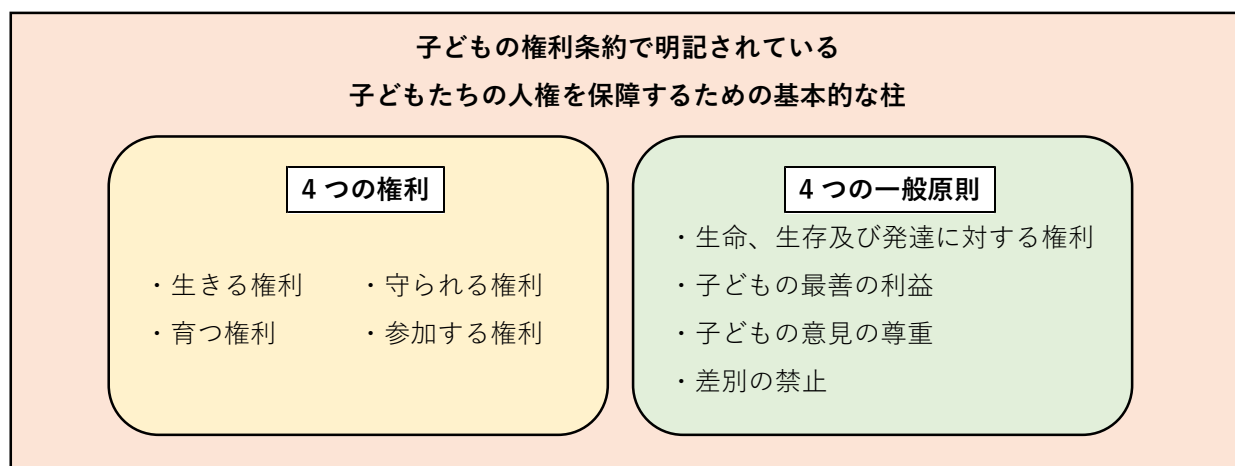 子どもの権利条約で明記されている
子どもたちの人権を保障するための基本的な柱
4つの権利
・生きる権利 ・守られる権利
・育つ権利 ・参加する権利
4つの一般原則
・生命、生存及び発達に対する権利
・子どもの最善の利益
・子どもの意見の尊重
・差別の禁止